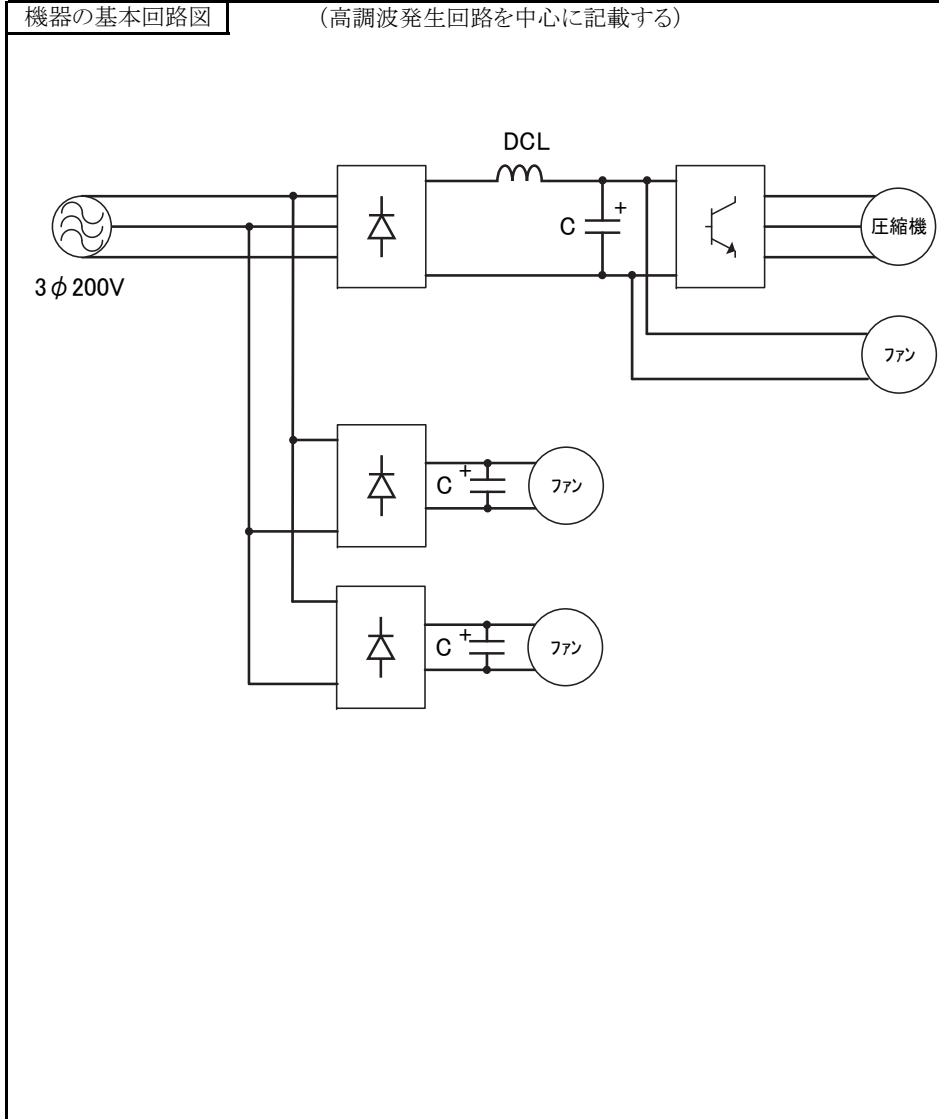 機器の基本回路図 (高調波発生回路を中心に記載する)
DCL
C +
圧縮機
3φ200V
ファン
C + ファン
C + ファン